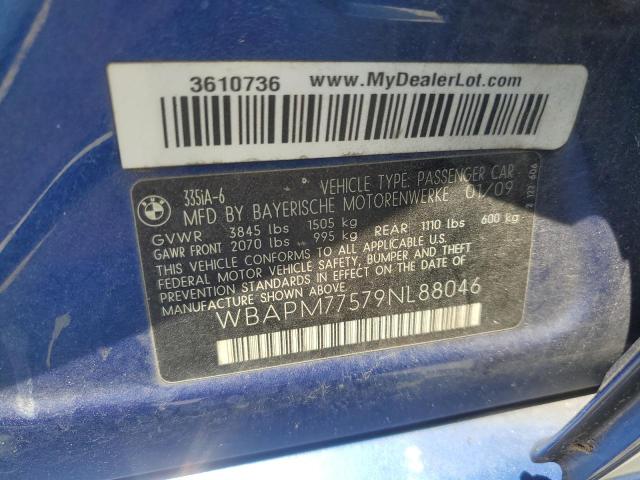 3610736 www.MyDealerLot.com
335iA-6 VEHICLE TYPE: PASSENGER CAR
MFD BY BAYERISCHE MOTORENWERKE 01/09
GVWR 3845 lbs 1505 kg
GAWR FRONT 2070 lbs 995 kg REAR 1110 lbs 600 kg
THIS VEHICLE CONFORMS TO ALL APPLICABLE U.S.
FEDERAL MOTOR VEHICLE SAFETY, BUMPER AND THEFT
PREVENTION STANDARDS IN EFFECT ON THE DATE OF
MANUFACTURE SHOWN ABOVE.
WBAPM77579NL88046